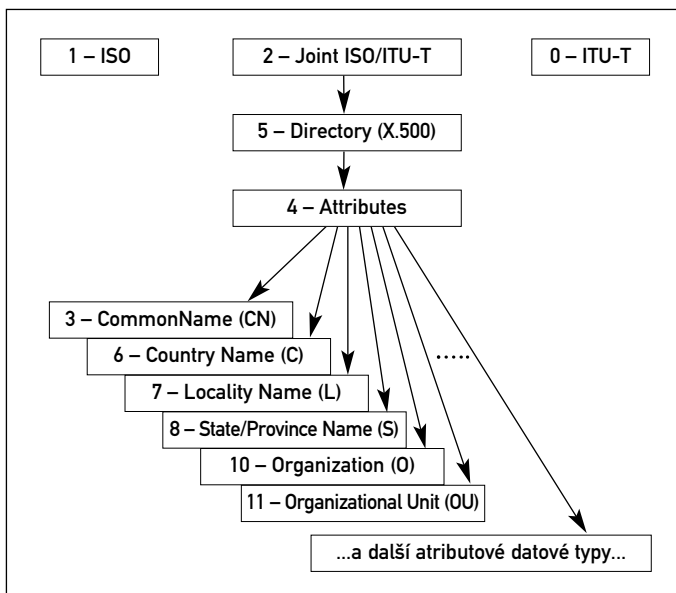 1 – ISO
2 – Joint ISO/ITU-T
0 – ITU-T
5 – Directory (X.500)
4 – Attributes
3 – CommonName (CN)
.....
6 – Country Name (C)
7 – Locality Name (L)
8 – State/Province Name (S)
10 – Organization (O)
11 – Organizational Unit (OU)
...a další atributové datové typy...